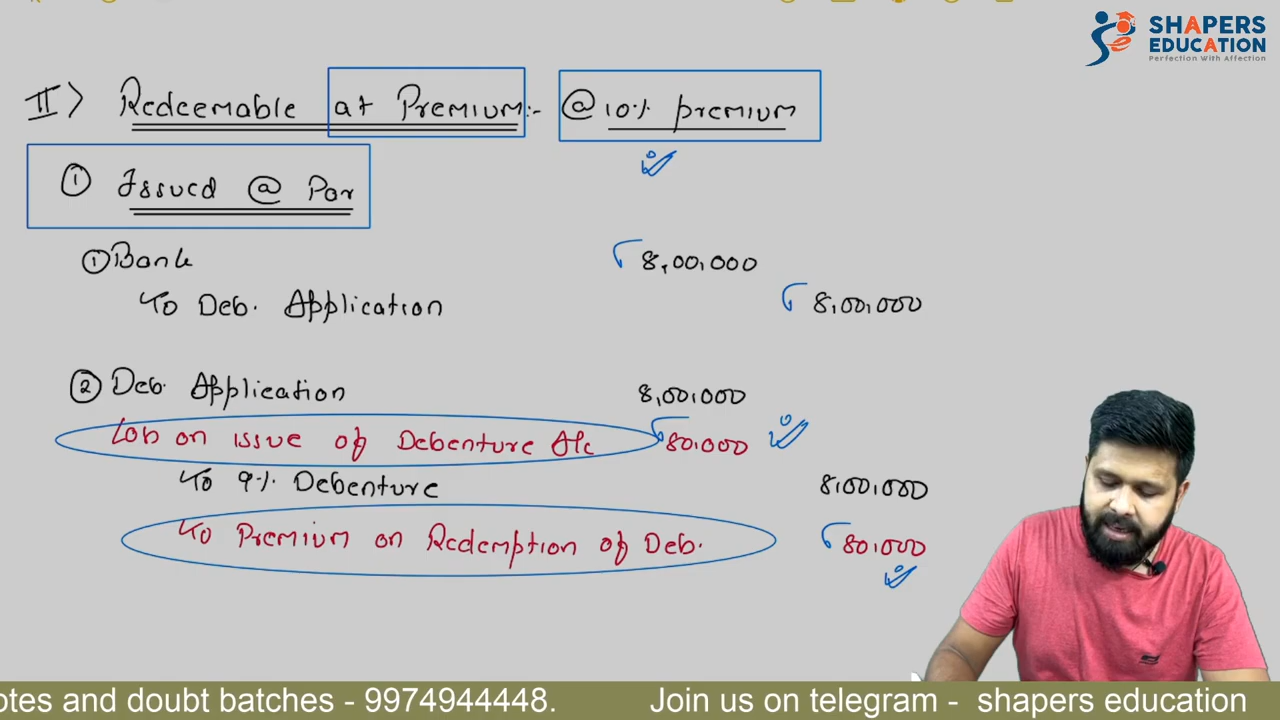 SHAPERS
EDUCATION
Perfection With Affection
II> Redeemable at Premium:- @10% premium
① Issued @ Par
① Bank 8,00,000
To Deb. Application 8,00,000
② Deb. Application 8,00,000
Loss on issue of Debenture A/c 80,000
To 9% Debenture 8,00,000
To Premium on Redemption of Deb. 80,000
otes and doubt batches - 9974944448. Join us on telegram - shapers education